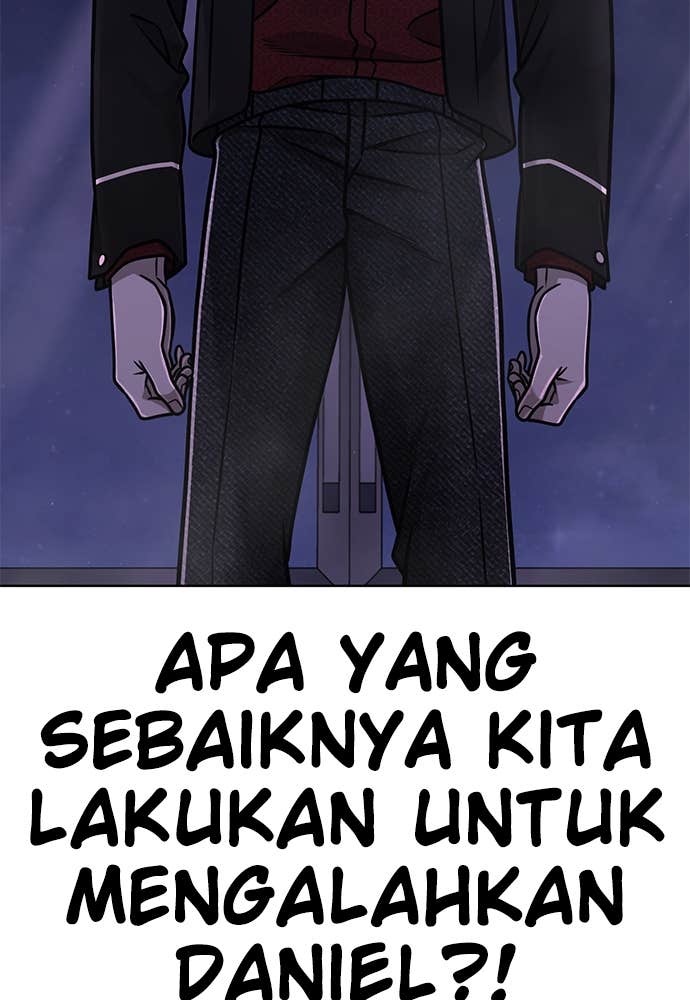 APA YANG
SEBAIKNYA KITA
LAKUKAN UNTUK
MENGALAHKAN
DANIEL?!